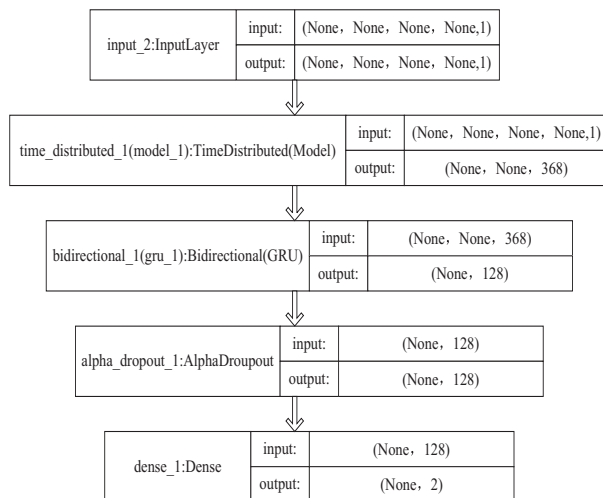 input_2:InputLayer
input:
(None，None，None，None,1)
output:
(None，None，None，None,1)
time_distributed_1(model_1):TimeDistributed(Model)
input:
(None，None，None，None,1)
output:
(None，None，368)
bidirectional_1(gru_1):Bidirectional(GRU)
input:
(None，None，368)
output:
(None，128)
alpha_dropout_1:AlphaDroupout
input:
(None，128)
output:
(None，128)
dense_1:Dense
input:
(None，128)
output:
(None，2)